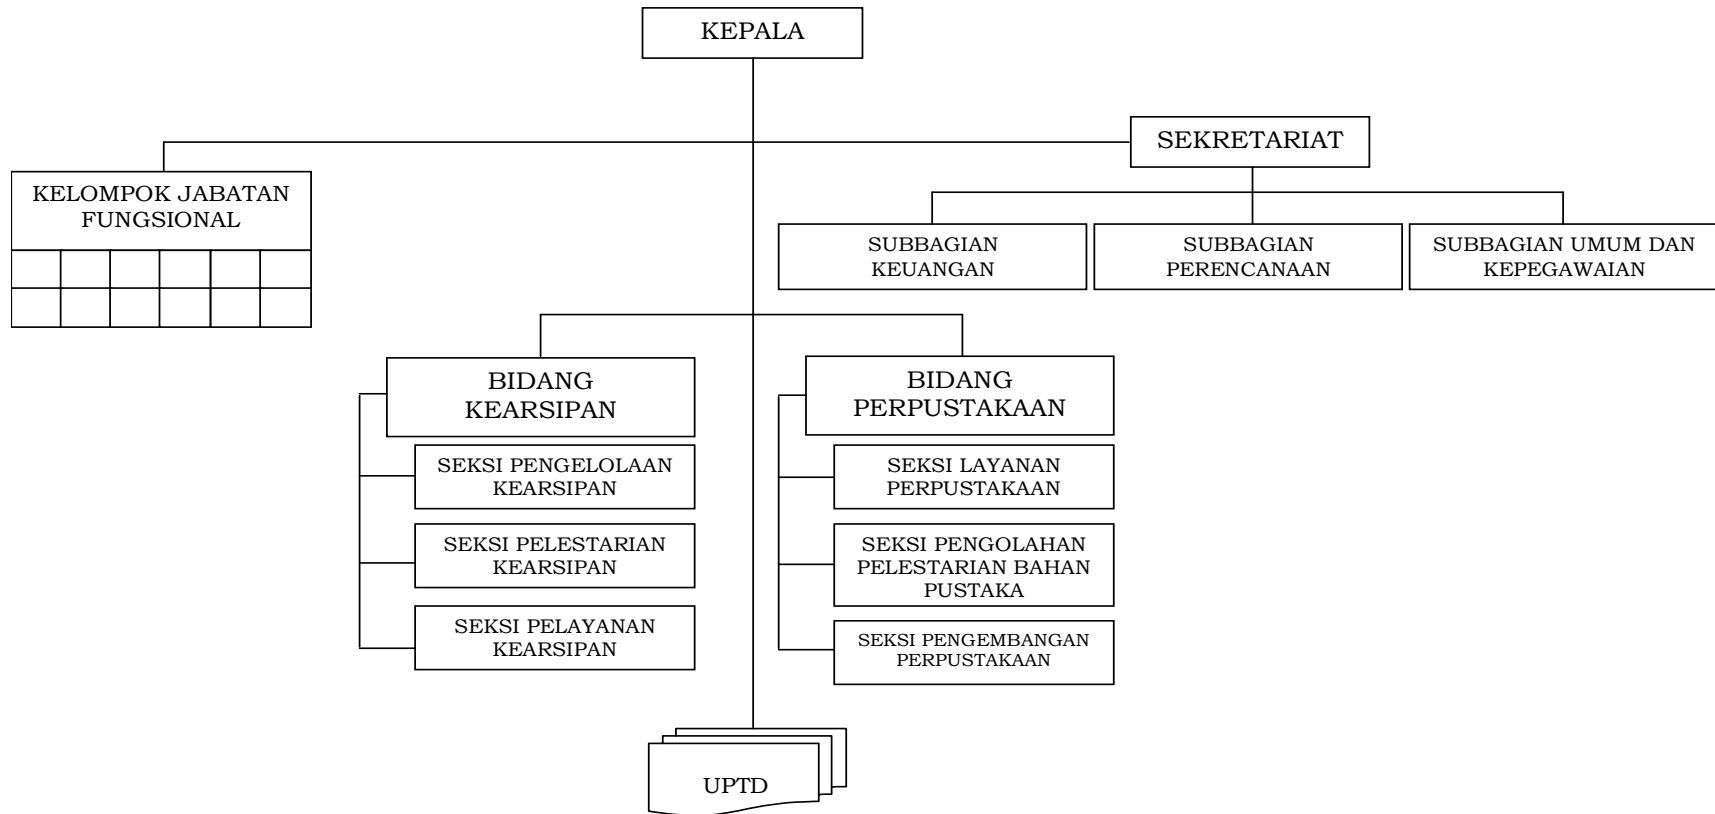 KEPALA
SEKRETARIAT
KELOMPOK JABATAN
FUNGSIONAL
SUBBAGIAN
KEUANGAN
SUBBAGIAN
PERENCANAAN
SUBBAGIAN UMUM DAN
KEPEGAWAIAN
BIDANG
KEARSIPAN
SEKSI PENGELOLAAN
KEARSIPAN
SEKSI PELESTARIAN
KEARSIPAN
SEKSI PELAYANAN
KEARSIPAN
BIDANG
PERPUSTAKAAN
SEKSI LAYANAN
PERPUSTAKAAN
SEKSI PENGOLAHAN
PELESTARIAN BAHAN
PUSTAKA
SEKSI PENGEMBANGAN
PERPUSTAKAAN
UPTD